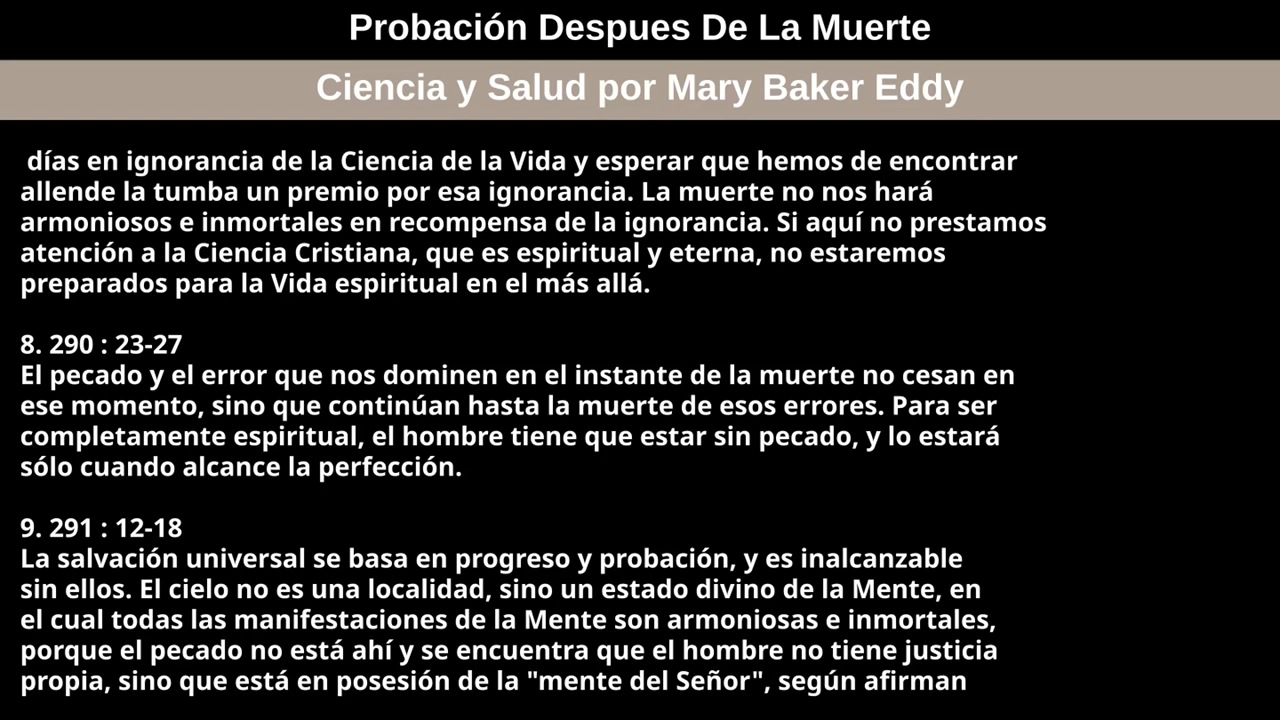 Probación Despues De La Muerte
Ciencia y Salud por Mary Baker Eddy
días en ignorancia de la Ciencia de la Vida y esperar que hemos de encontrar
allende la tumba un premio por esa ignorancia. La muerte no nos hará
armoniosos e inmortales en recompensa de la ignorancia. Si aquí no prestamos
atención a la Ciencia Cristiana, que es espiritual y eterna, no estaremos
preparados para la Vida espiritual en el más allá.
8. 290 : 23-27
El pecado y el error que nos dominen en el instante de la muerte no cesan en
ese momento, sino que continúan hasta la muerte de esos errores. Para ser
completamente espiritual, el hombre tiene que estar sin pecado, y lo estará
sólo cuando alcance la perfección.
9. 291 : 12-18
La salvación universal se basa en progreso y probación, y es inalcanzable
sin ellos. El cielo no es una localidad, sino un estado divino de la Mente, en
el cual todas las manifestaciones de la Mente son armoniosas e inmortales,
porque el pecado no está ahí y se encuentra que el hombre no tiene justicia
propia, sino que está en posesión de la "mente del Señor", según afirman